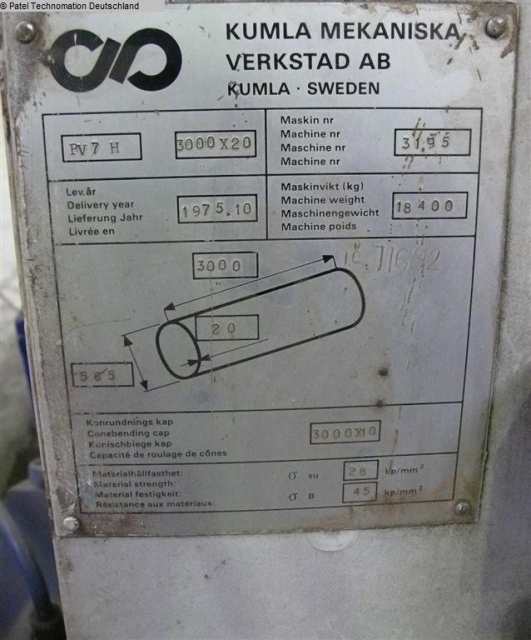 © Patel Technomation Deutschland
KUMLA MEKANISKA
VERKSTAD AB
KUMLA · SWEDEN
PV7 H 3000X20
Maskin nr
Machine nr
Maschine nr
Machine nr
3195
Lev.år
Delivery year
Lieferung Jahr
Livrée en
1975.10
Maskinvikt (kg)
Machine weight
Maschinengewicht
Machine poids
18400
3000
20
565
Konrundnings kap
Conebending cap
Konischbiege kap
Capacité de roulage de cônes
3000X10
Materialhållfasthet:
Material strength:
Material festigkeit:
Résistance aux matériaux:
σ su 28 kp/mm²
σ B 45 kp/mm²